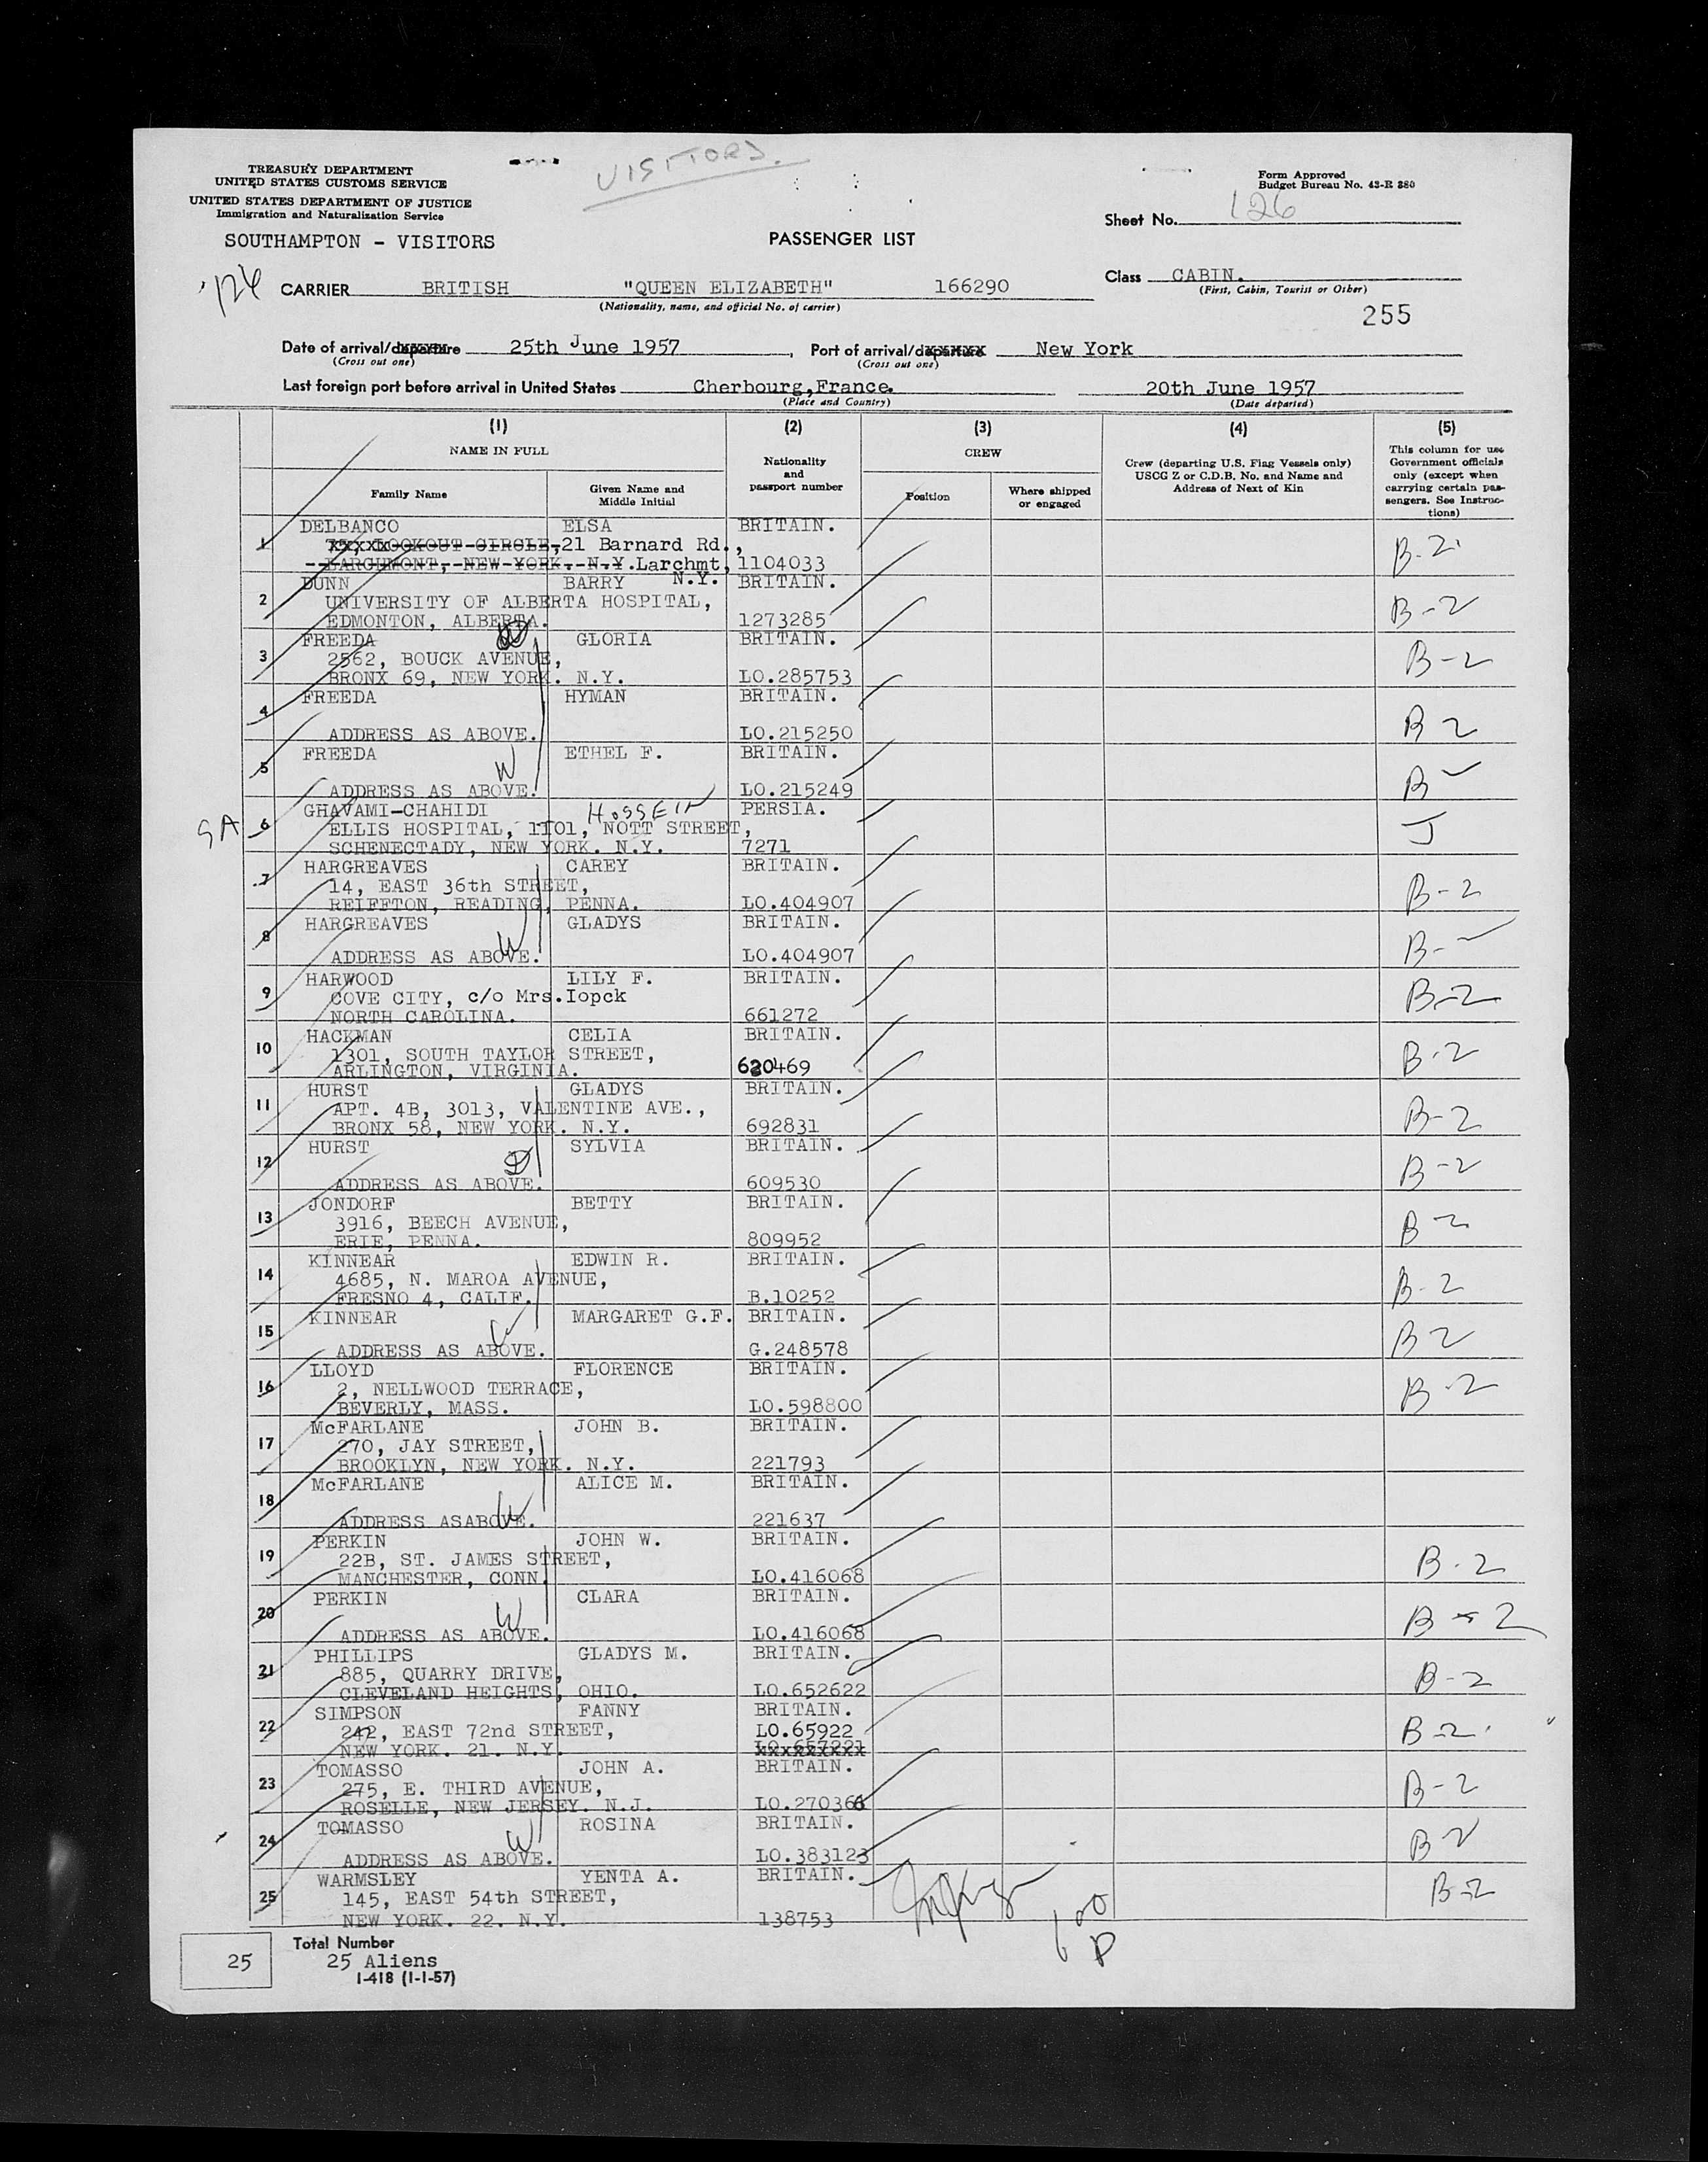 VISITORS.
TREASURY DEPARTMENT
UNITED STATES CUSTOMS SERVICE
UNITED STATES DEPARTMENT OF JUSTICE
Immigration and Naturalization Service
Form Approved
Budget Bureau No. 43-R 380
Sheet No. 126
SOUTHAMPTON - VISITORS
PASSENGER LIST
126 CARRIER BRITISH "QUEEN ELIZABETH" 166290
(Nationality, name, and official No. of carrier)
Class CABIN.
(First, Cabin, Tourist or Other)
255
Date of arrival/departure 25th June 1957, Port of arrival/departure New York
(Cross out one) (Cross out one)
Last foreign port before arrival in United States Cherbourg,France. 20th June 1957
(Place and Country) (Date departed)
(1) (2) (3) (4) (5)
NAME IN FULL
Family Name
Given Name and Middle Initial
Nationality and passport number
CREW
Position
Where shipped or engaged
Crew (departing U.S. Flag Vessels only) USCG Z or C.D.B. No. and Name and Address of Next of Kin
This column for use Government officials only (except when carrying certain passengers. See Instructions)
1 DELBANCO ELSA BRITAIN.
LOOKOUT CIRCLE, 21 Barnard Rd., B-2
LARCHMONT, NEW YORK. N.Y. Larchmt, N.Y. 1104033
2 DUNN BARRY BRITAIN.
UNIVERSITY OF ALBERTA HOSPITAL, B-2
EDMONTON, ALBERTA. 1273285
3 FREEDA GLORIA BRITAIN.
2562, BOUCK AVENUE, B-2
BRONX 69, NEW YORK. N.Y. LO.285753
4 FREEDA HYMAN BRITAIN.
ADDRESS AS ABOVE. LO.215250 B 2
5 FREEDA W ETHEL F. BRITAIN.
ADDRESS AS ABOVE. LO.215249 B
SA 6 GHAVAMI-CHAHIDI HOSSEIN PERSIA.
ELLIS HOSPITAL, 1101, NOTT STREET, J
SCHENECTADY, NEW YORK. N.Y. 7271
7 HARGREAVES CAREY BRITAIN.
14, EAST 36th STREET, B-2
REIFFTON, READING, PENNA. LO.404907
8 HARGREAVES W GLADYS BRITAIN.
ADDRESS AS ABOVE. LO.404907 B-
9 HARWOOD LILY F. BRITAIN.
COVE CITY, c/o Mrs.Iopck B-2
NORTH CAROLINA. 661272
10 HACKMAN CELIA BRITAIN.
1301, SOUTH TAYLOR STREET, B-2
ARLINGTON, VIRGINIA. 620469
11 HURST GLADYS BRITAIN.
APT. 4B, 3013, VALENTINE AVE., B-2
BRONX 58, NEW YORK. N.Y. 692831
12 HURST SYLVIA BRITAIN.
ADDRESS AS ABOVE. 609530 B-2
13 JONDORF BETTY BRITAIN.
3916, BEECH AVENUE, B-2
ERIE, PENNA. 809952
14 KINNEAR EDWIN R. BRITAIN.
4685, N. MAROA AVENUE, B-2
FRESNO 4, CALIF. B.10252
15 KINNEAR MARGARET G.F. BRITAIN.
ADDRESS AS ABOVE. G.248578 B 2
16 LLOYD FLORENCE BRITAIN.
2, NELLWOOD TERRACE, B-2
BEVERLY, MASS. LO.598800
17 McFARLANE JOHN B. BRITAIN.
270, JAY STREET,
BROOKLYN, NEW YORK. N.Y. 221793
18 McFARLANE W ALICE M. BRITAIN.
ADDRESS ASABOVE. 221637
19 PERKIN JOHN W. BRITAIN.
22B, ST. JAMES STREET, B-2
MANCHESTER, CONN. LO.416068
20 PERKIN W CLARA BRITAIN.
ADDRESS AS ABOVE. LO.416068 B-2
21 PHILLIPS GLADYS M. BRITAIN.
885, QUARRY DRIVE, B-2
CLEVELAND HEIGHTS, OHIO. LO.652622
22 SIMPSON FANNY BRITAIN.
242, EAST 72nd STREET, LO.65922 B-2
NEW YORK. 21. N.Y.
23 TOMASSO JOHN A. BRITAIN.
275, E. THIRD AVENUE, B-2
ROSELLE, NEW JERSEY. N.J. LO.270366
24 TOMASSO W ROSINA BRITAIN.
ADDRESS AS ABOVE. LO.383123 B 2
25 WARMSLEY YENTA A. BRITAIN.
145, EAST 54th STREET, B-2
NEW YORK. 22. N.Y. 138753
25 Total Number
25 Aliens
I-418 (1-1-57)